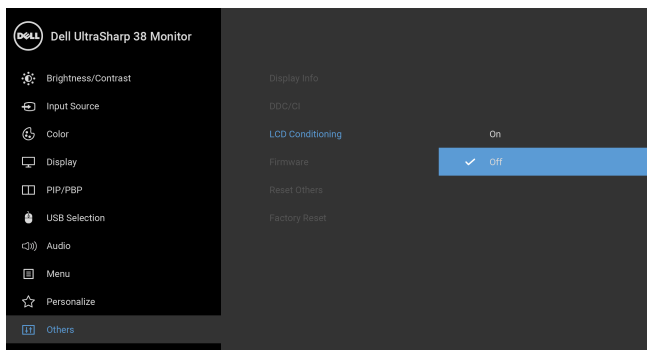 DELL Dell UltraSharp 38 Monitor
Brightness/Contrast Display Info
Input Source DDC/CI
Color LCD Conditioning On
Display Firmware Off
PIP/PBP Reset Others
USB Selection Factory Reset
Audio
Menu
Personalize
Others